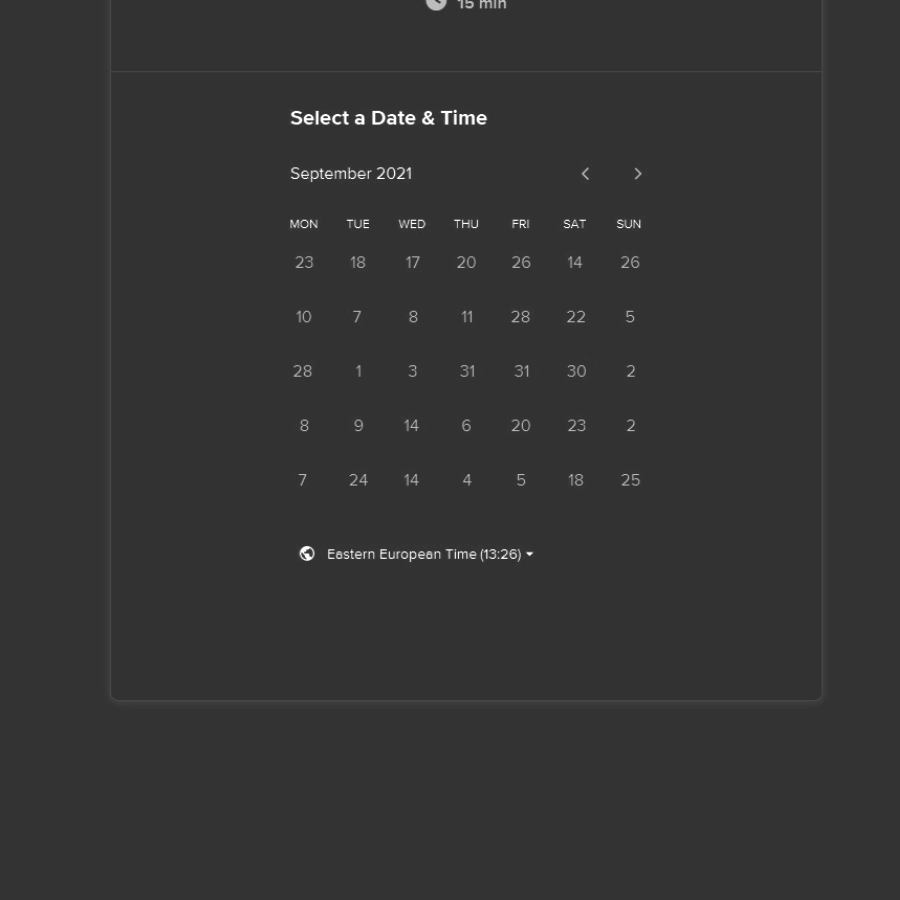 15 min
Select a Date & Time
September 2021
MON TUE WED THU FRI SAT SUN
23 18 17 20 26 14 26
10 7 8 11 28 22 5
28 1 3 31 31 30 2
8 9 14 6 20 23 2
7 24 14 4 5 18 25
Eastern European Time (13:26)